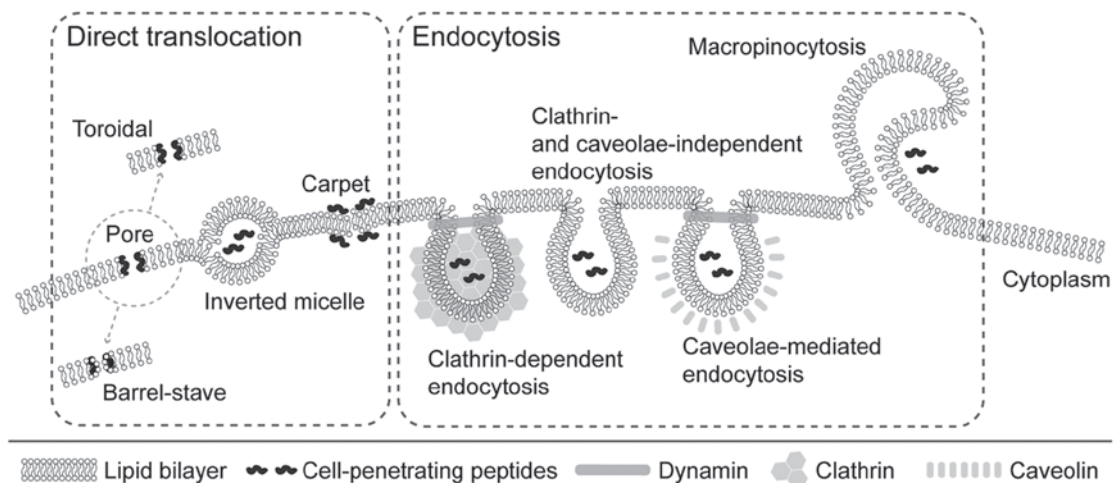 Direct translocation
Toroidal
Pore
Carpet
Inverted micelle
Barrel-stave
Endocytosis
Macropinocytosis
Clathrin-
and caveolae-independent
endocytosis
Clathrin-dependent
endocytosis
Caveolae-mediated
endocytosis
Cytoplasm
Lipid bilayer
Cell-penetrating peptides
Dynamin
Clathrin
Caveolin